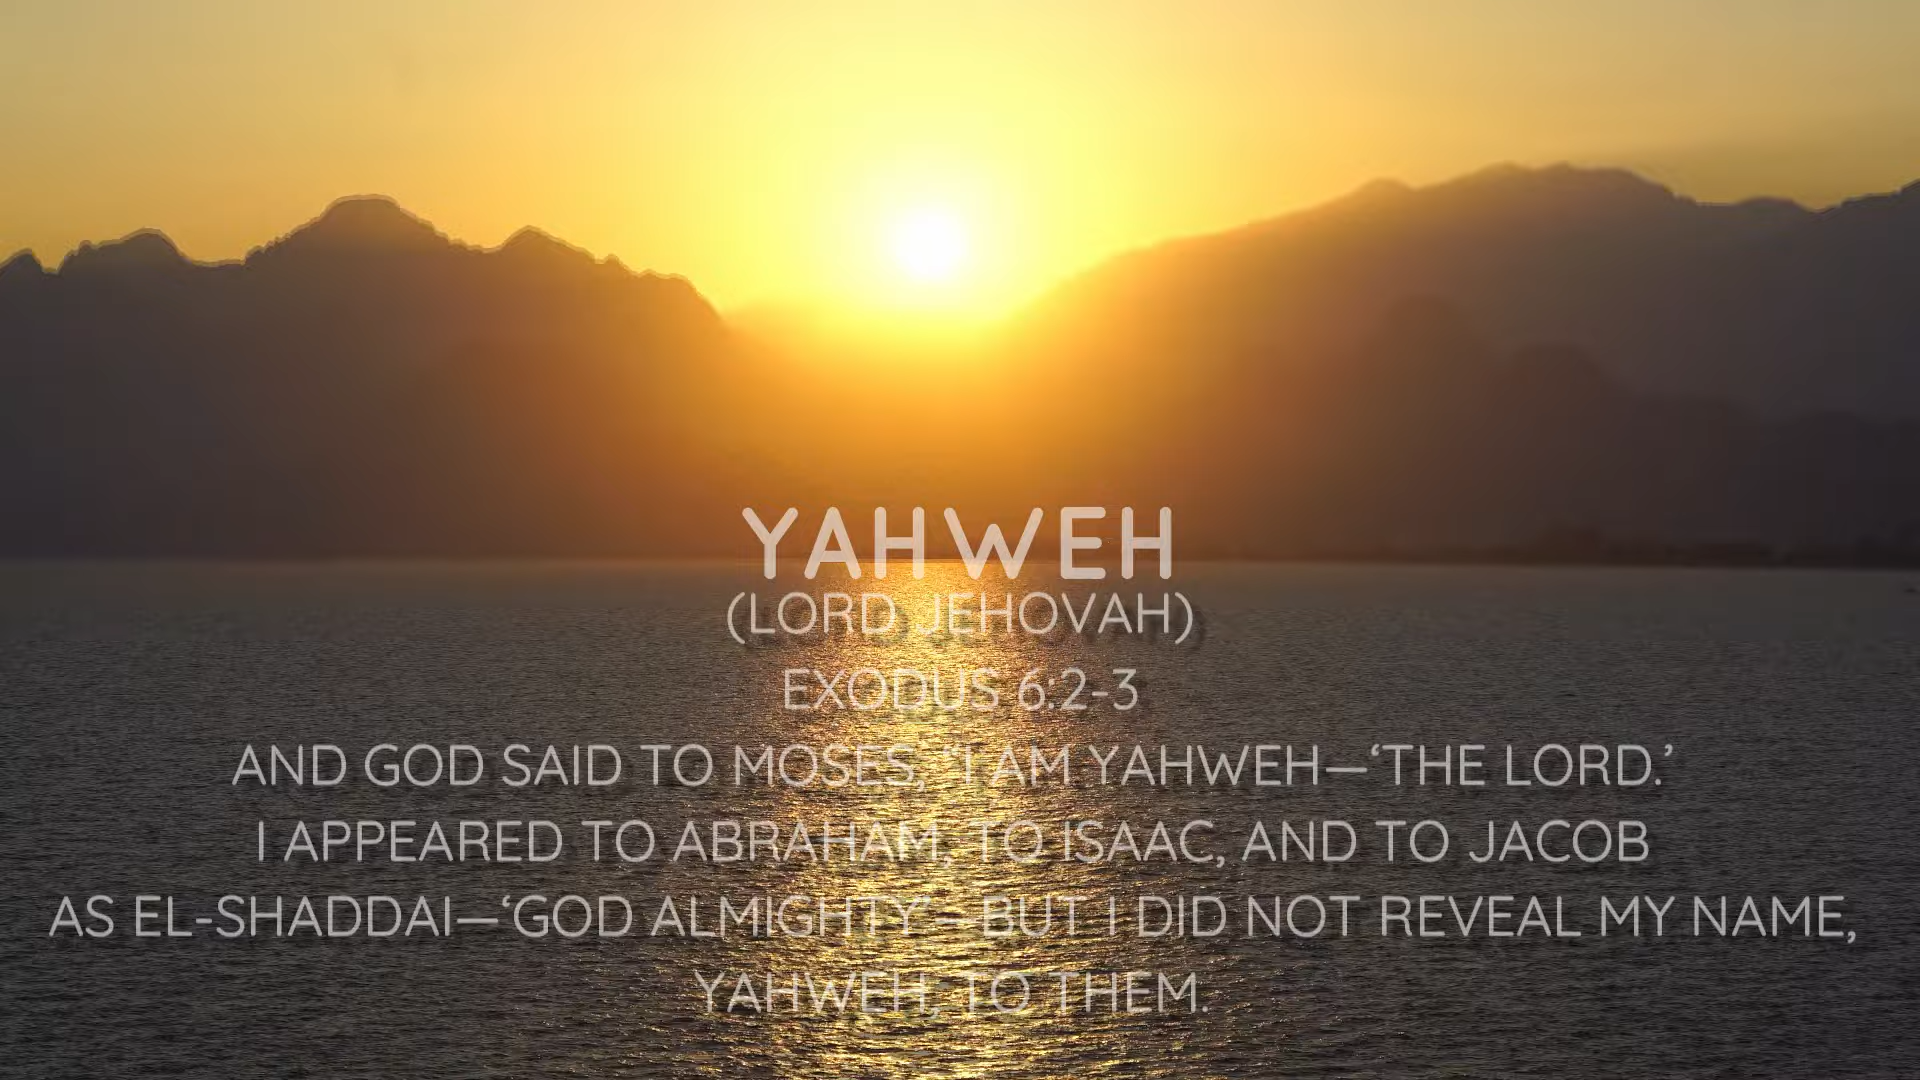 YAHWEH
(LORD JEHOVAH)
EXODUS 6:2-3
AND GOD SAID TO MOSES, “I AM YAHWEH—‘THE LORD.’
I APPEARED TO ABRAHAM, TO ISAAC, AND TO JACOB
AS EL-SHADDAI—‘GOD ALMIGHTY’—BUT I DID NOT REVEAL MY NAME,
YAHWEH, TO THEM.